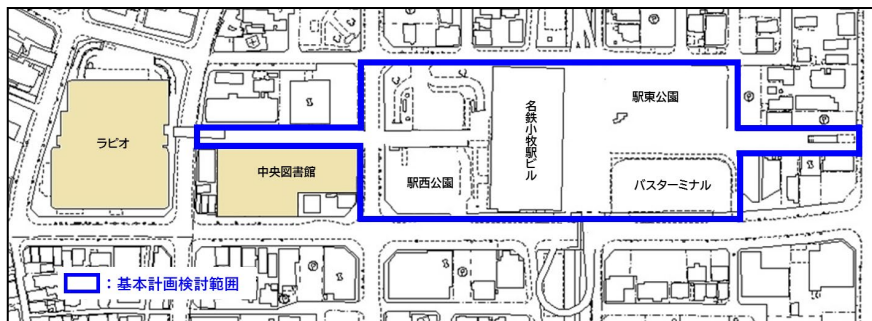 ラピオ
中央図書館
駅西公園
名鉄小牧駅ビル
駅東公園
バスターミナル
：基本計画検討範囲